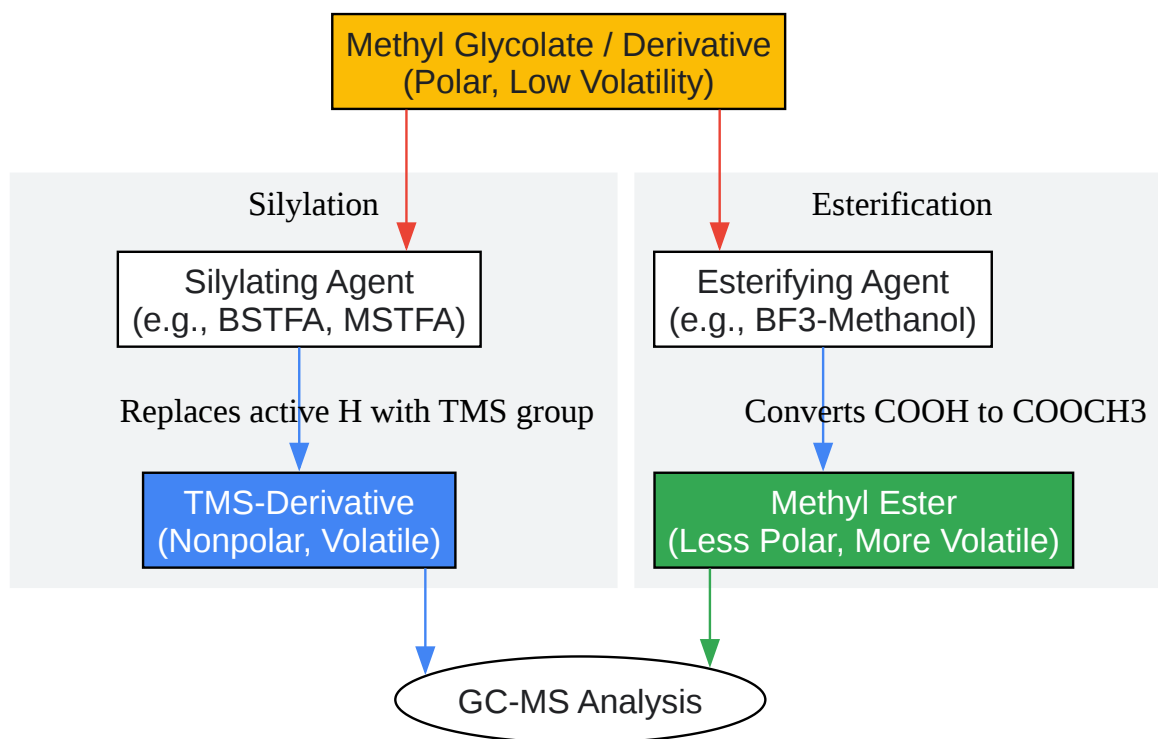 Methyl Glycolate / Derivative
(Polar, Low Volatility)
Silylation
Silylating Agent
(e.g., BSTFA, MSTFA)
Replaces active H with TMS group
TMS-Derivative
(Nonpolar, Volatile)
Esterification
Esterifying Agent
(e.g., BF3-Methanol)
Converts COOH to COOCH3
Methyl Ester
(Less Polar, More Volatile)
GC-MS Analysis